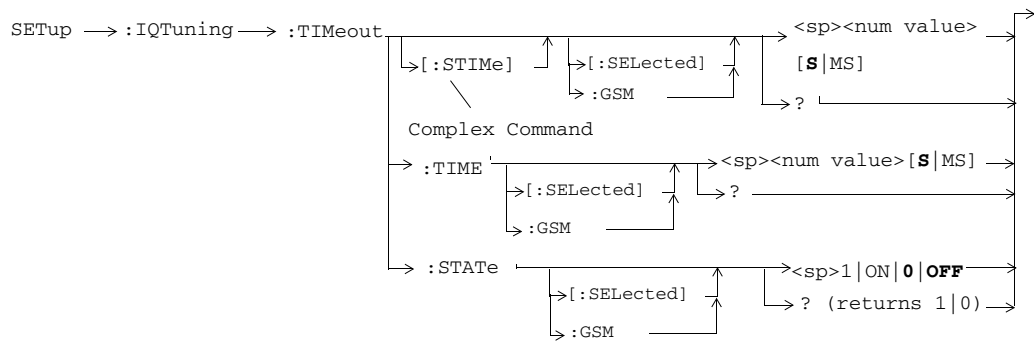 SETup :IQTuning :TIMeout <sp><num value>
[:STIMe] [:SELected] [S|MS]
:GSM ?
Complex Command
:TIME <sp><num value>[S|MS]
[:SELected] ?
:GSM
:STATe <sp>1|ON|0|OFF
[:SELected] ? (returns 1|0)
:GSM